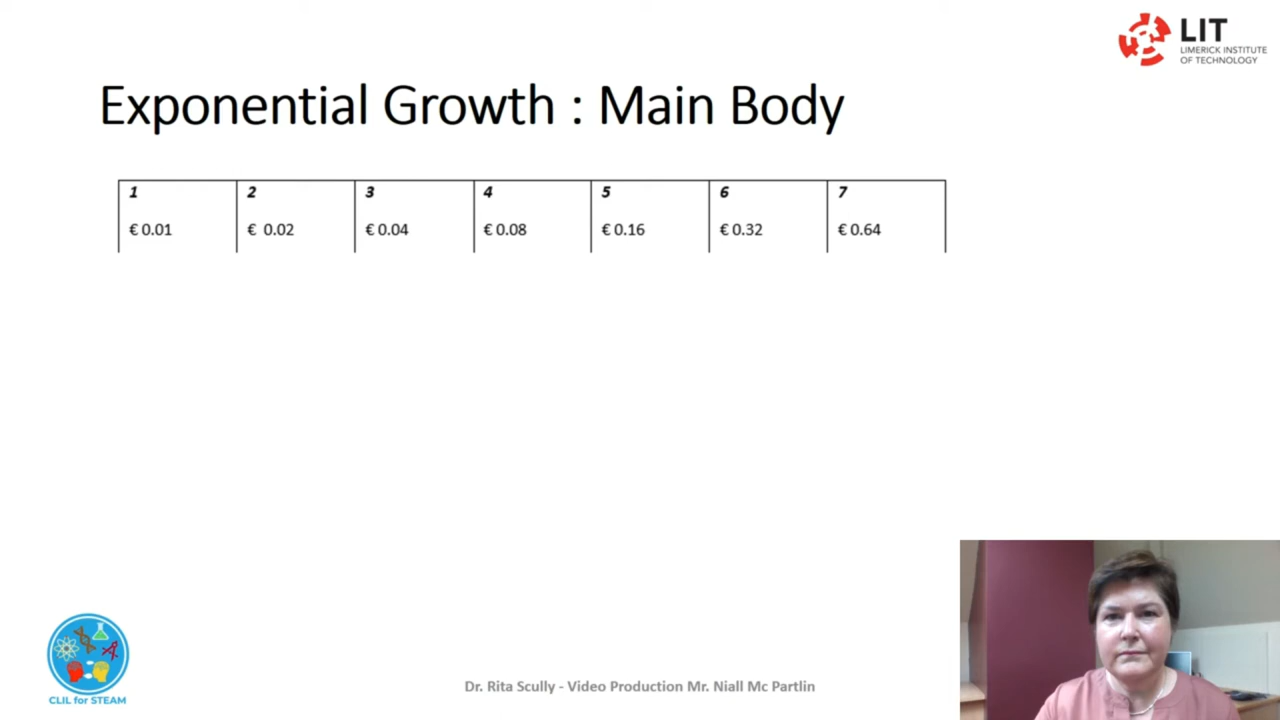 LIT
LIMERICK INSTITUTE
OF TECHNOLOGY
Exponential Growth : Main Body
1 2 3 4 5 6 7
€ 0.01 € 0.02 € 0.04 € 0.08 € 0.16 € 0.32 € 0.64
CLIL for STEAM
Dr. Rita Scully - Video Production Mr. Niall Mc Partlin